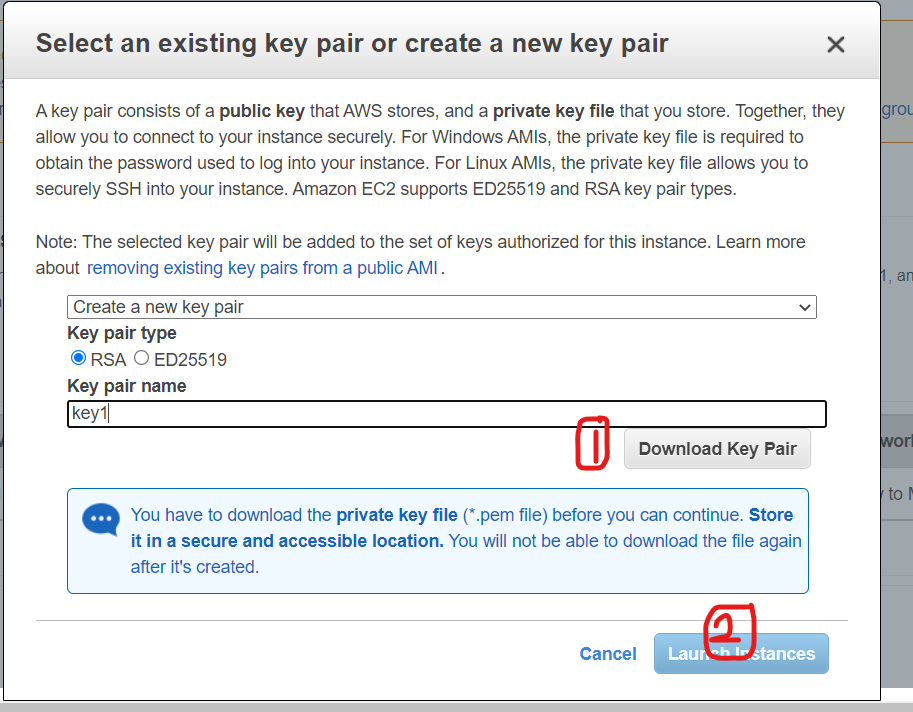 Select an existing key pair or create a new key pair
A key pair consists of a public key that AWS stores, and a private key file that you store. Together, they
allow you to connect to your instance securely. For Windows AMIs, the private key file is required to
obtain the password used to log into your instance. For Linux AMIs, the private key file allows you to
securely SSH into your instance. Amazon EC2 supports ED25519 and RSA key pair types.
Note: The selected key pair will be added to the set of keys authorized for this instance. Learn more
about removing existing key pairs from a public AMI.
Create a new key pair
Key pair type
RSA ED25519
Key pair name
key1
1
Download Key Pair
You have to download the private key file (*.pem file) before you can continue. Store
it in a secure and accessible location. You will not be able to download the file again
after it's created.
2
Cancel Launch Instances